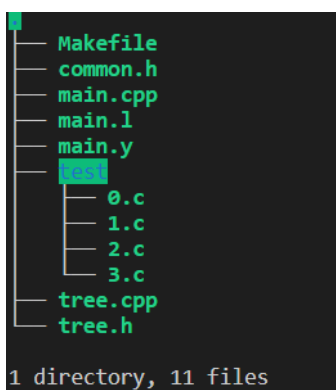 .
├── Makefile
├── common.h
├── main.cpp
├── main.l
├── main.y
├── test
│   ├── 0.c
│   ├── 1.c
│   ├── 2.c
│   └── 3.c
├── tree.cpp
└── tree.h
1 directory, 11 files